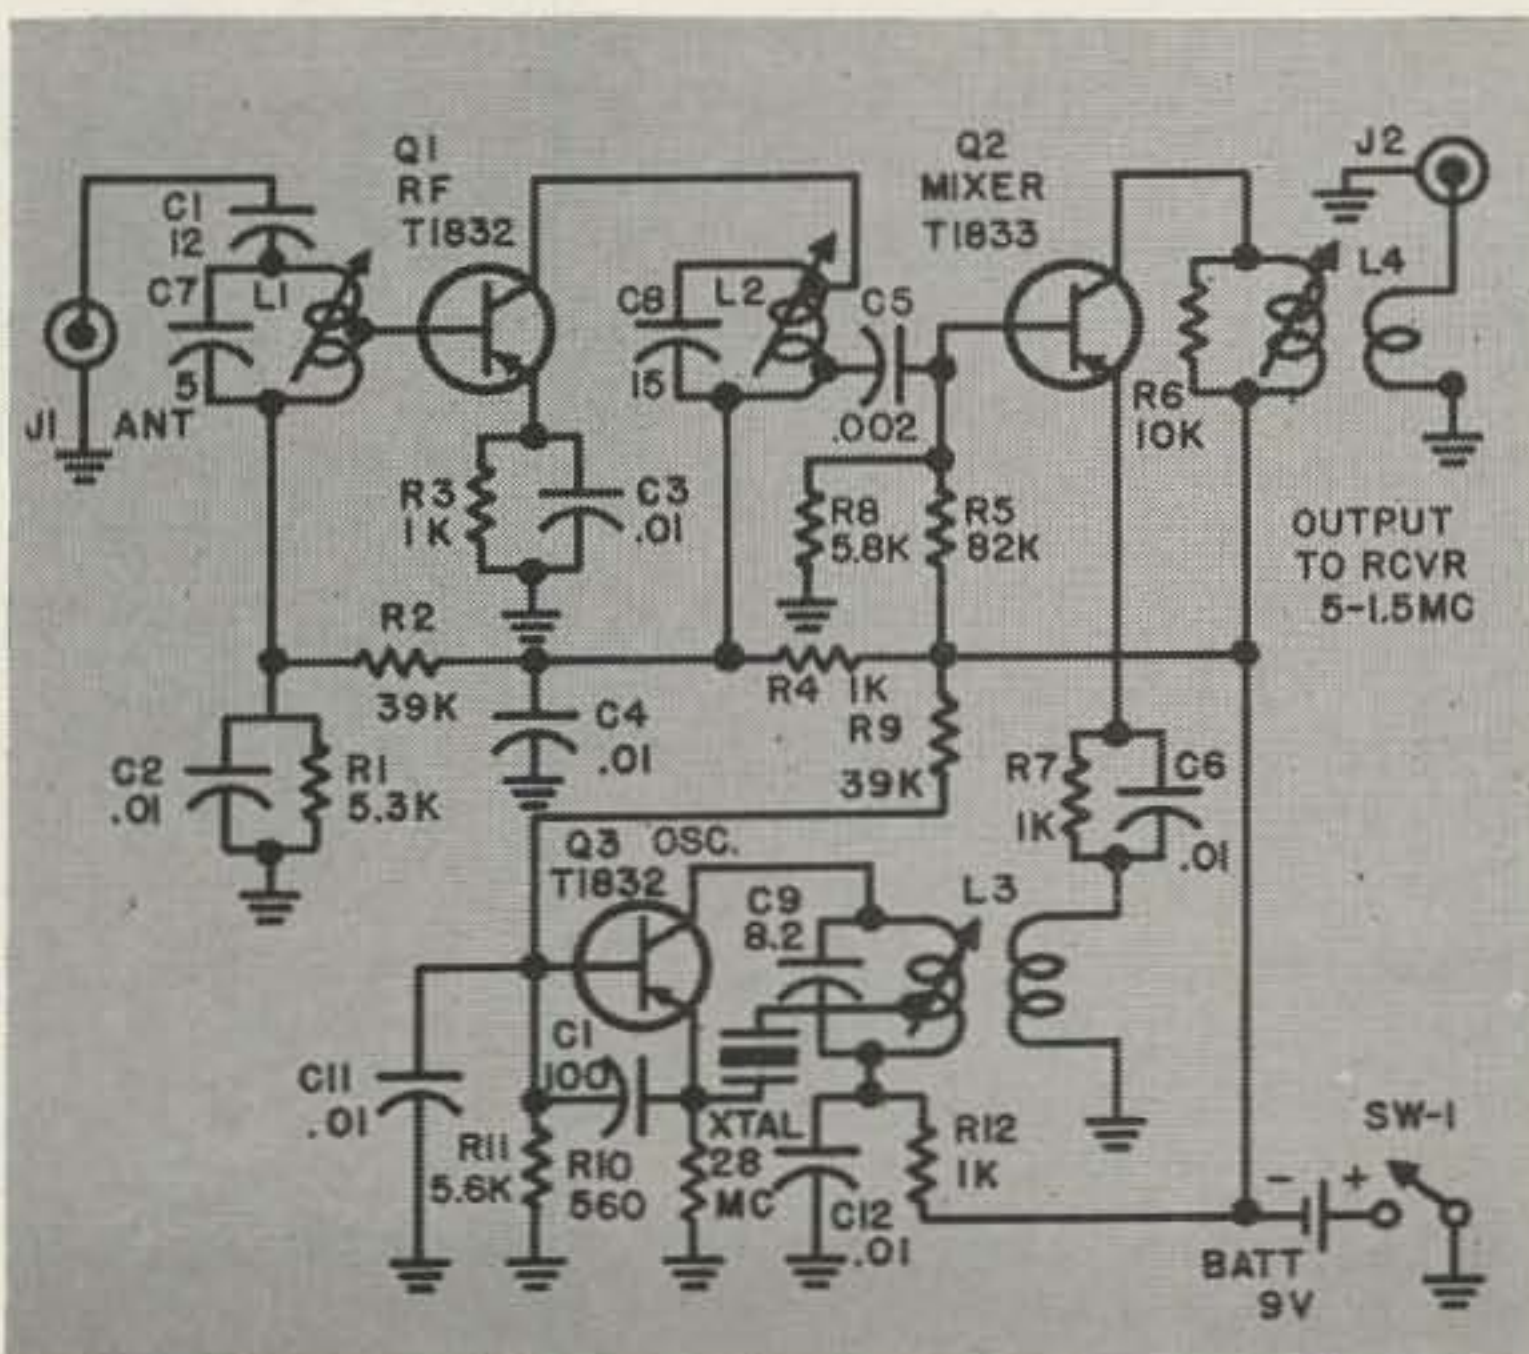 Q1
RF
T1832
Q2
MIXER
T1833
J2
C1
12
C7
L1
5
J1 ANT
C8
L2
15
C5
.002
L4
R6
10K
R3
1K
C3
.01
R8
5.8K
R5
82K
OUTPUT
TO RCVR
5-1.5MC
R2
39K
C4
.01
R4 1K
R9
39K
C2
.01
R1
5.3K
R7
1K
C6
.01
Q3 OSC.
T1832
C9
8.2
L3
C1
100
C11
.01
R11
5.6K
R10
560
XTAL
28
MC
C12
.01
R12
1K
SW-1
- +
BATT
9V